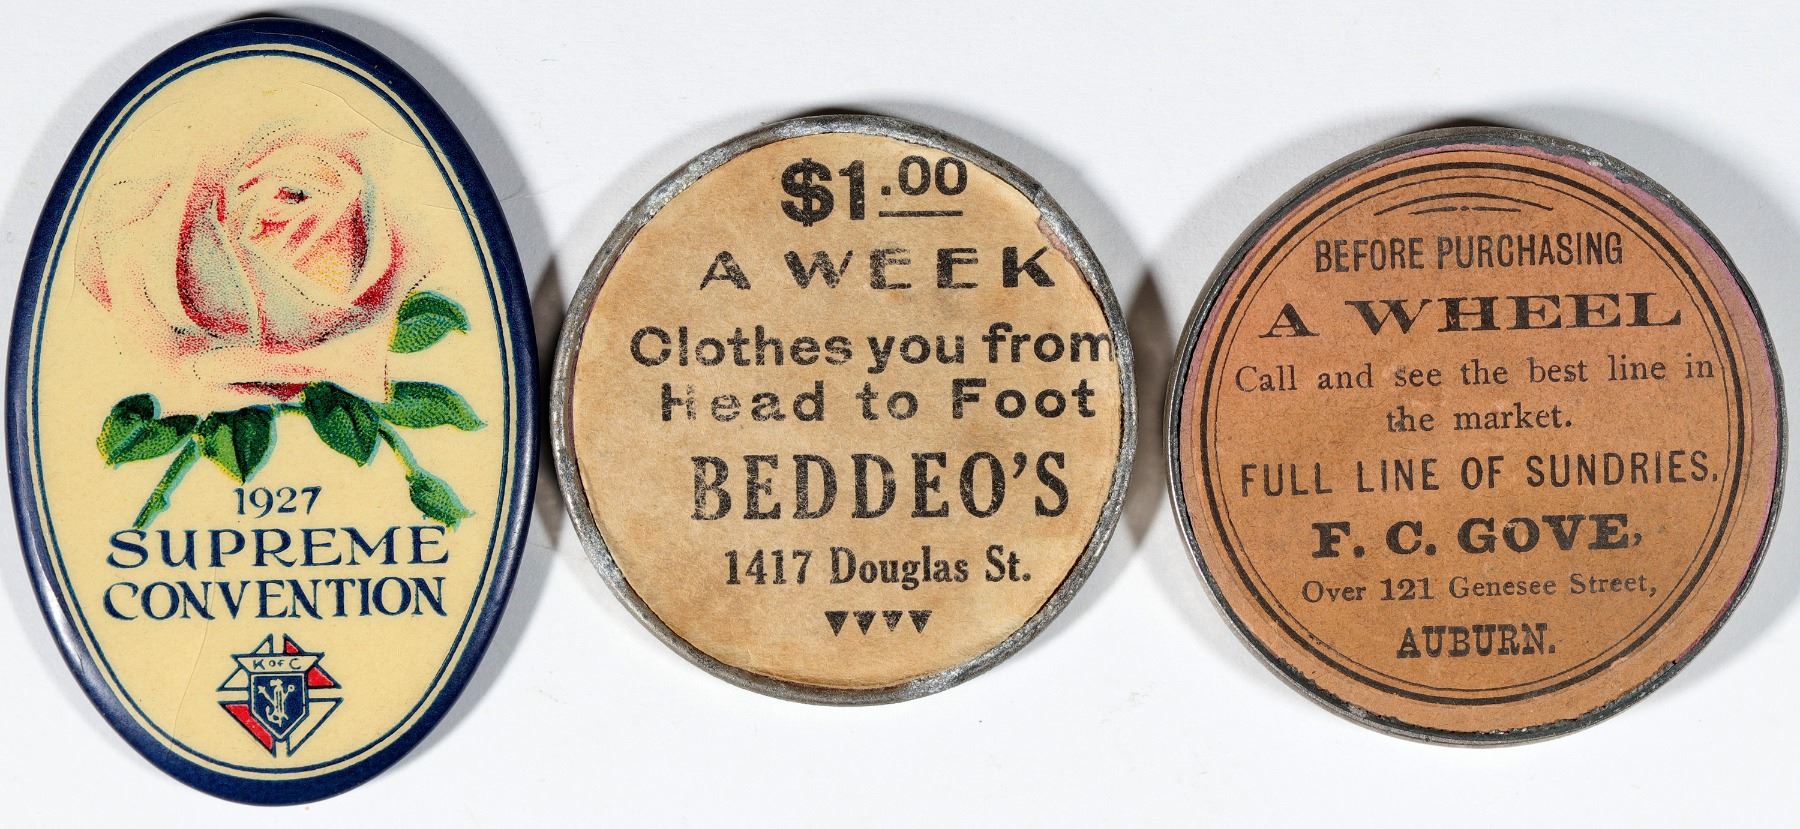 1927
SUPREME
CONVENTION
K OF C
$1.00
A WEEK
Clothes you from
Head to Foot
BEDDEO'S
1417 Douglas St.
BEFORE PURCHASING
A WHEEL
Call and see the best line in
the market.
FULL LINE OF SUNDRIES.
F. C. GOVE,
Over 121 Genesee Street,
AUBURN.